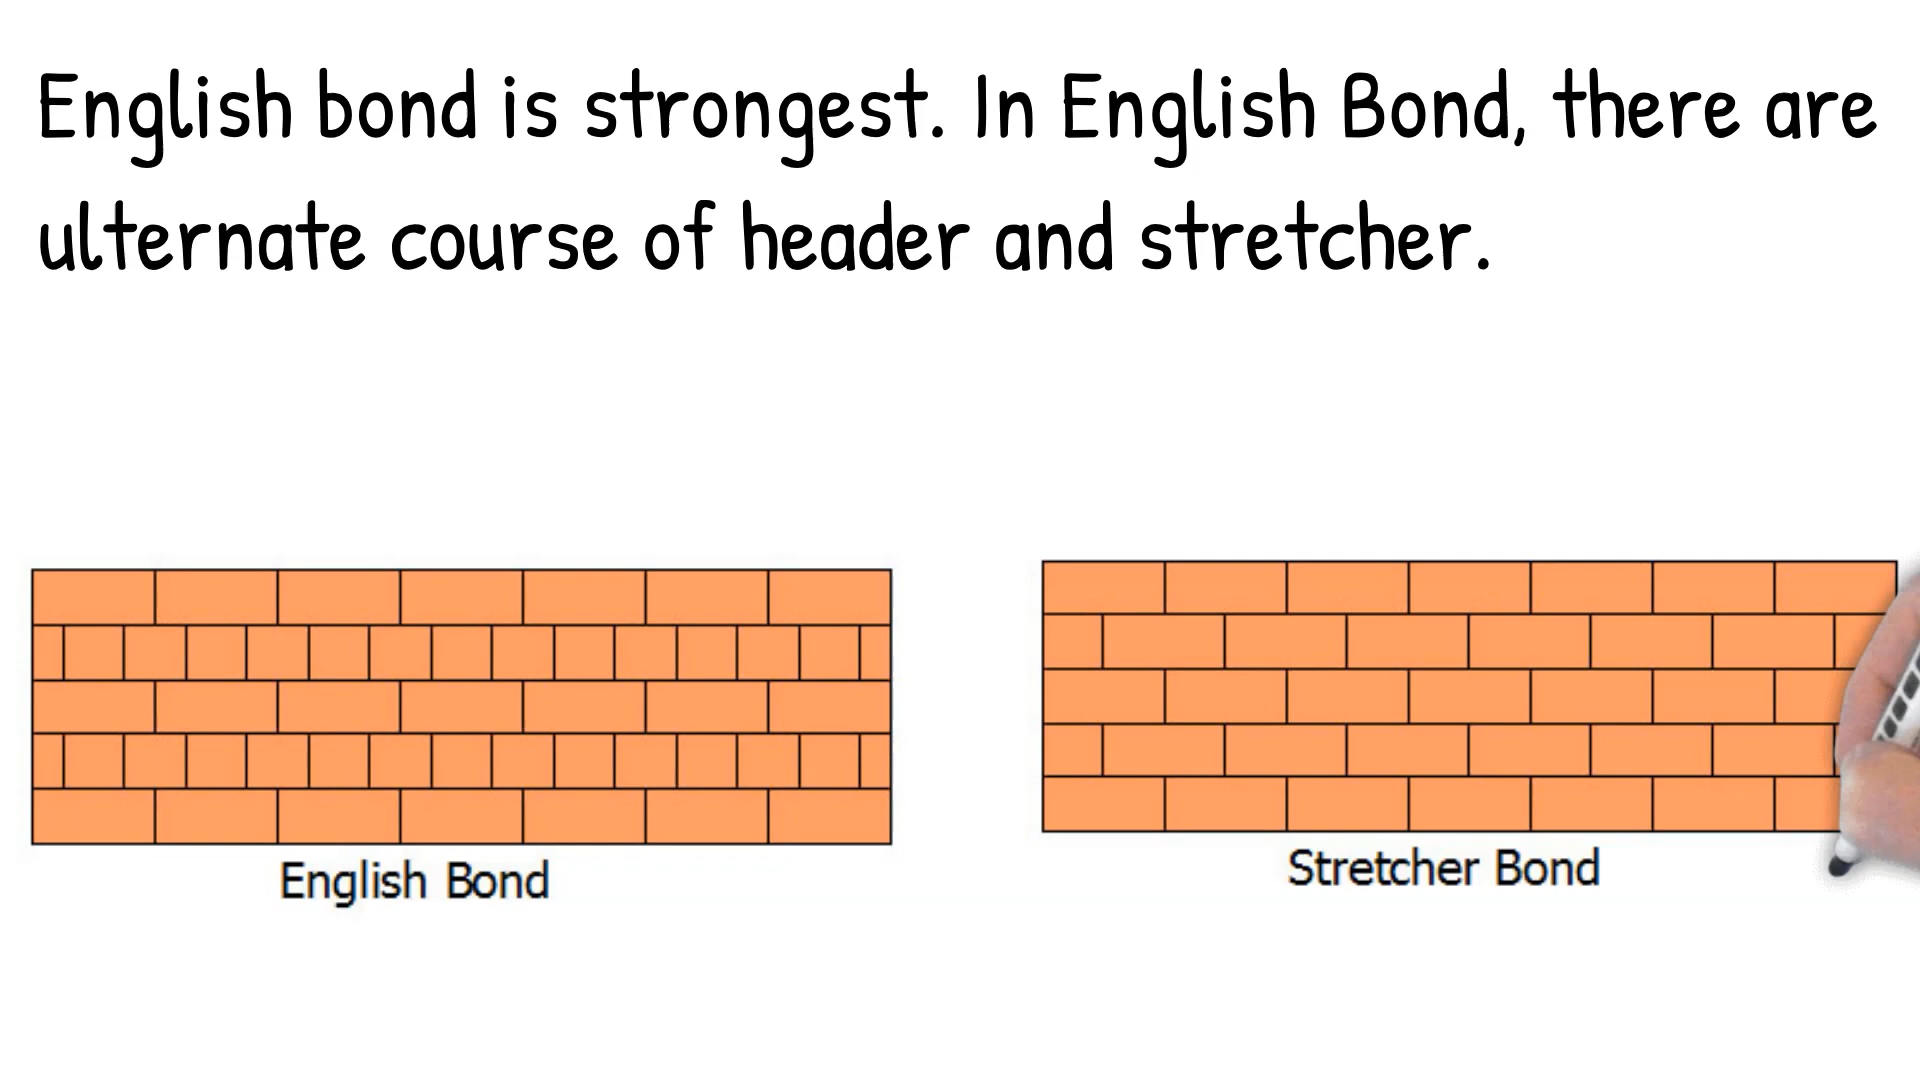 English bond is strongest. In English Bond, there are
ulternate course of header and stretcher.
English Bond
Stretcher Bond